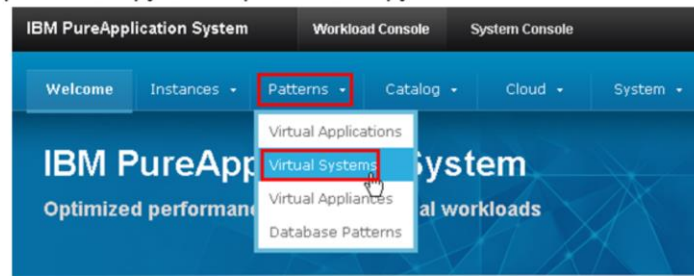 IBM PureApplication System Workload Console System Console
Welcome Instances Patterns Catalog Cloud System
Virtual Applications
Virtual Systems
Virtual Appliances
Database Patterns
IBM PureApp ystem
Optimized performan al workloads